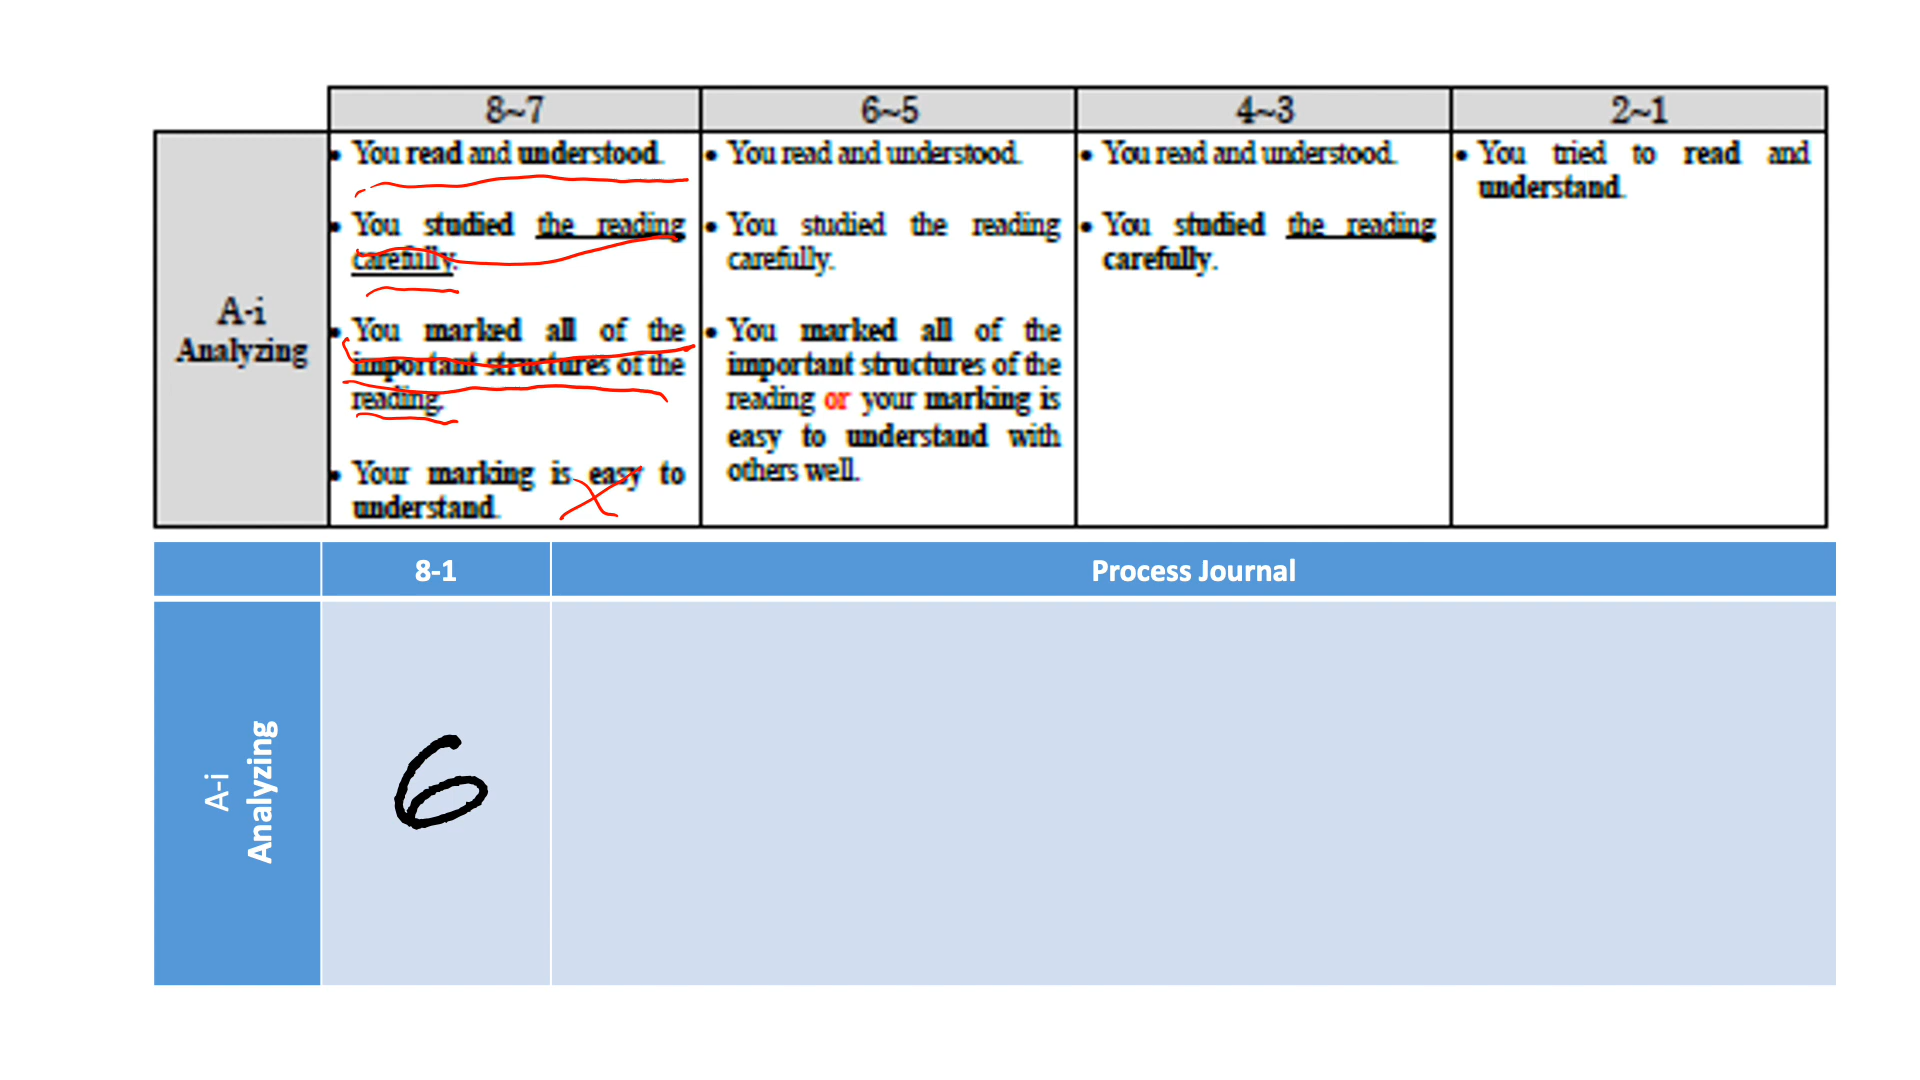 8~7 6~5 4~3 2~1
A-i
Analyzing
• You read and understood.
• You studied the reading
carefully.
• You marked all of the
important structures of the
reading.
• Your marking is easy to
understand.
• You read and understood.
• You studied the reading
carefully.
• You marked all of the
important structures of the
reading or your marking is
easy to understand with
others well.
• You read and understood.
• You studied the reading
carefully.
• You tried to read and
understand.
8-1 Process Journal
A-i
Analyzing
6